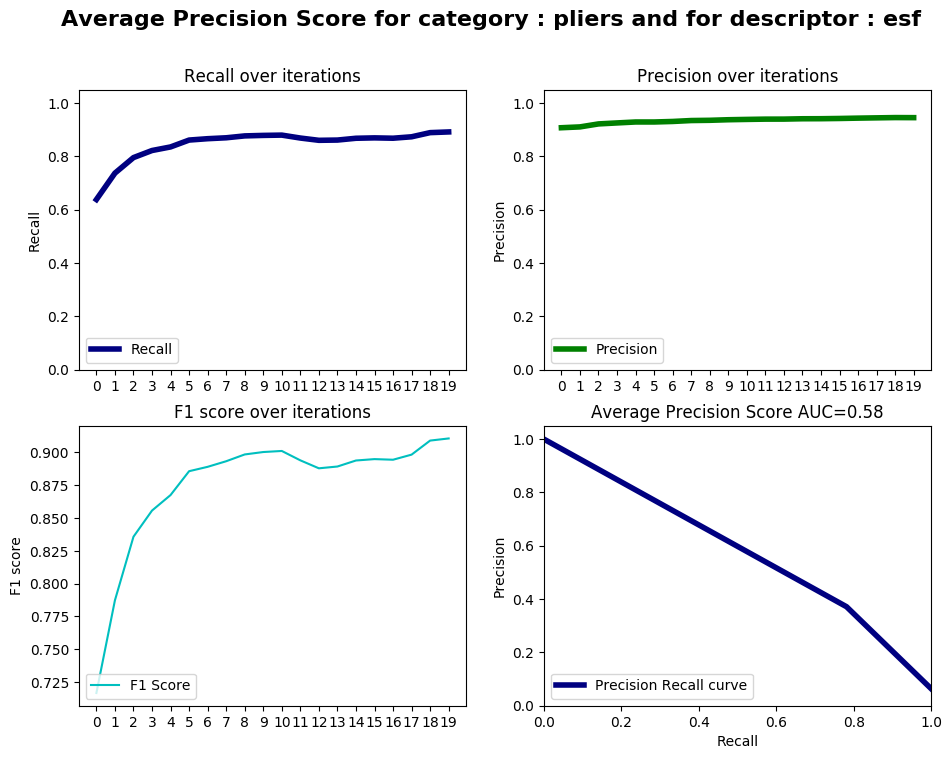 Average Precision Score for category : pliers and for descriptor : esf
Recall over iterations
1.0
0.8
0.6
0.4
0.2
0.0
Recall
Recall
0 1 2 3 4 5 6 7 8 9 10 11 12 13 14 15 16 17 18 19
Precision over iterations
1.0
0.8
0.6
0.4
0.2
0.0
Precision
Precision
0 1 2 3 4 5 6 7 8 9 10 11 12 13 14 15 16 17 18 19
F1 score over iterations
0.900
0.875
0.850
0.825
0.800
0.775
0.750
0.725
F1 score
F1 Score
0 1 2 3 4 5 6 7 8 9 10 11 12 13 14 15 16 17 18 19
Average Precision Score AUC=0.58
1.0
0.8
0.6
0.4
0.2
0.0
Precision
Precision Recall curve
0.0 0.2 0.4 0.6 0.8 1.0
Recall